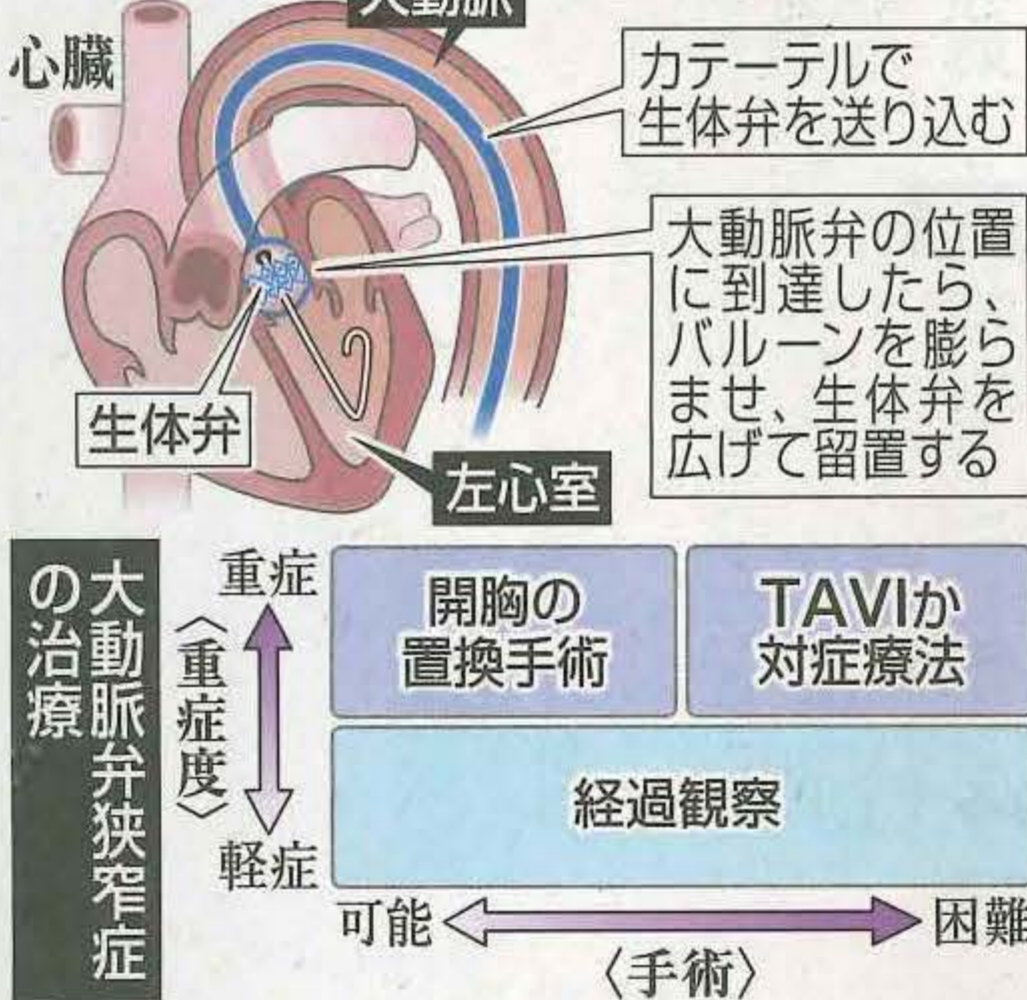 大動脈
心臓
カテーテルで
生体弁を送り込む
大動脈弁の位置
に到達したら、
バルーンを膨ら
ませ、生体弁を
広げて留置する
生体弁
左心室
大動脈弁狭窄症
の治療
重症
〈重症度〉
軽症
開胸の
置換手術
TAVIか
対症療法
経過観察
可能
困難
〈手術〉